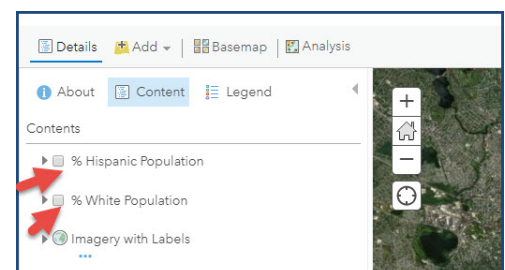 Details Add Basemap Analysis
About Content Legend
Contents
% Hispanic Population
% White Population
Imagery with Labels